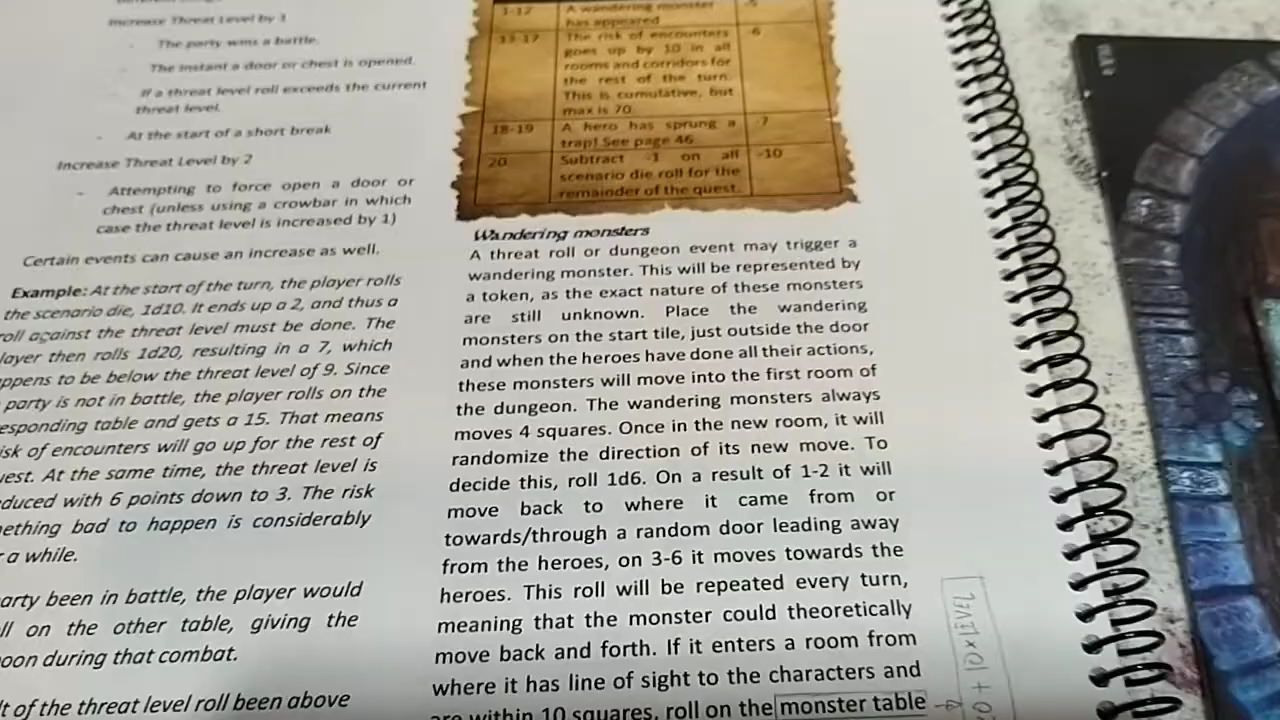 Increase Threat Level by 1
- The party wins a battle.
- The instant a door or chest is opened.
- If a threat level roll exceeds the current
threat level.
- At the start of a short break
Increase Threat Level by 2
- Attempting to force open a door or
chest (unless using a crowbar in which
case the threat level is increased by 1)
Certain events can cause an increase as well.
Example: At the start of the turn, the player rolls
the scenario die, 1d10. It ends up a 2, and thus a
roll against the threat level must be done. The
layer then rolls 1d20, resulting in a 7, which
ppens to be below the threat level of 9. Since
party is not in battle, the player rolls on the
esponding table and gets a 15. That means
isk of encounters will go up for the rest of
uest. At the same time, the threat level is
duced with 6 points down to 3. The risk
mething bad to happen is considerably
r a while.
arty been in battle, the player would
ll on the other table, giving the
oon during that combat.
lt of the threat level roll been above
1-12 A wandering monster -5
has appeared
13-17 The risk of encounters -6
goes up by 10 in all
rooms and corridors for
the rest of the turn.
This is cumulative, but
max is 70.
18-19 A hero has sprung a -7
trap! See page 46
20 Subtract -1 on all -10
scenario die roll for the
remainder of the quest.
Wandering monsters
A threat roll or dungeon event may trigger a
wandering monster. This will be represented by
a token, as the exact nature of these monsters
are still unknown. Place the wandering
monsters on the start tile, just outside the door
and when the heroes have done all their actions,
these monsters will move into the first room of
the dungeon. The wandering monsters always
moves 4 squares. Once in the new room, it will
randomize the direction of its new move. To
decide this, roll 1d6. On a result of 1-2 it will
move back to where it came from or
towards/through a random door leading away
from the heroes, on 3-6 it moves towards the
heroes. This roll will be repeated every turn,
meaning that the monster could theoretically
move back and forth. If it enters a room from
where it has line of sight to the characters and
are within 10 squares, roll on the monster table
0 + 10 x LEVEL